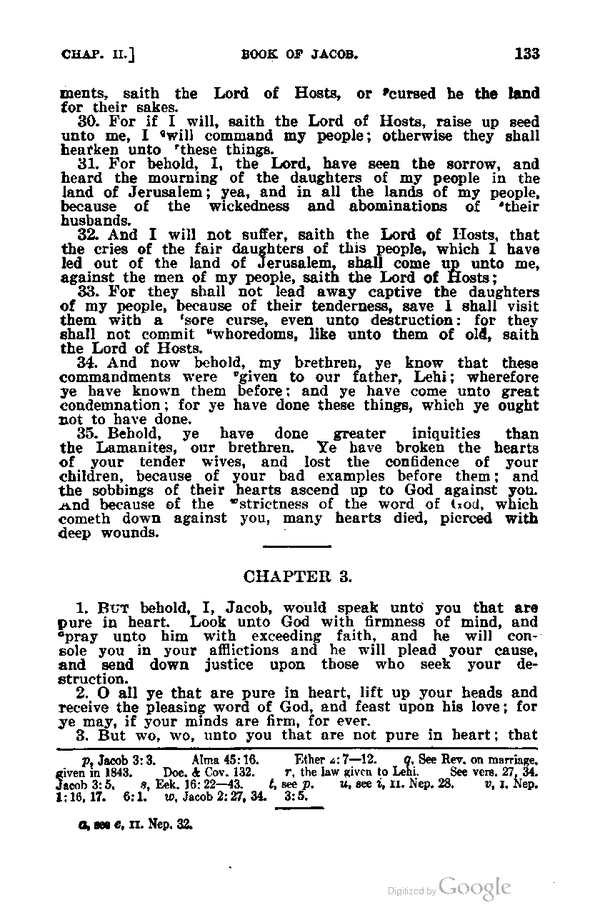 CHAP. II.] BOOK OF JACOB. 133
ments, saith the Lord of Hosts, or ᵖcursed be the land
for their sakes.
30. For if I will, saith the Lord of Hosts, raise up seed
unto me, I ᑫwill command my people; otherwise they shall
hearken unto ʳthese things.
31. For behold, I, the Lord, have seen the sorrow, and
heard the mourning of the daughters of my people in the
land of Jerusalem; yea, and in all the lands of my people,
because of the wickedness and abominations of ˢtheir
husbands.
32. And I will not suffer, saith the Lord of Hosts, that
the cries of the fair daughters of this people, which I have
led out of the land of Jerusalem, shall come up unto me,
against the men of my people, saith the Lord of Hosts;
33. For they shall not lead away captive the daughters
of my people, because of their tenderness, save I shall visit
them with a ᵗsore curse, even unto destruction: for they
shall not commit ᵘwhoredoms, like unto them of old, saith
the Lord of Hosts.
34. And now behold, my brethren, ye know that these
commandments were ᵛgiven to our father, Lehi; wherefore
ye have known them before; and ye have come unto great
condemnation; for ye have done these things, which ye ought
not to have done.
35. Behold, ye have done greater iniquities than
the Lamanites, our brethren. Ye have broken the hearts
of your tender wives, and lost the confidence of your
children, because of your bad examples before them; and
the sobbings of their hearts ascend up to God against you.
And because of the ʷstrictness of the word of God, which
cometh down against you, many hearts died, pierced with
deep wounds.
CHAPTER 3.
1. BUT behold, I, Jacob, would speak unto you that are
pure in heart. Look unto God with firmness of mind, and
ᵃpray unto him with exceeding faith, and he will con-
sole you in your afflictions and he will plead your cause,
and send down justice upon those who seek your de-
struction.
2. O all ye that are pure in heart, lift up your heads and
receive the pleasing word of God, and feast upon his love; for
ye may, if your minds are firm, for ever.
3. But wo, wo, unto you that are not pure in heart; that
p, Jacob 3: 3. Alma 45: 16. Ether 2: 7—12. q, See Rev. on marriage,
given in 1843. Doc. & Cov. 132. r, the law given to Lehi. See vers. 27, 34.
Jacob 3: 5. s, Eek. 16: 22—43. t, see p. u, see i, II. Nep. 28. v, I. Nep.
1: 16, 17. 6: 1. w, Jacob 2: 27, 34. 3: 5.
a, see e, II. Nep. 32.
Digitized by Google